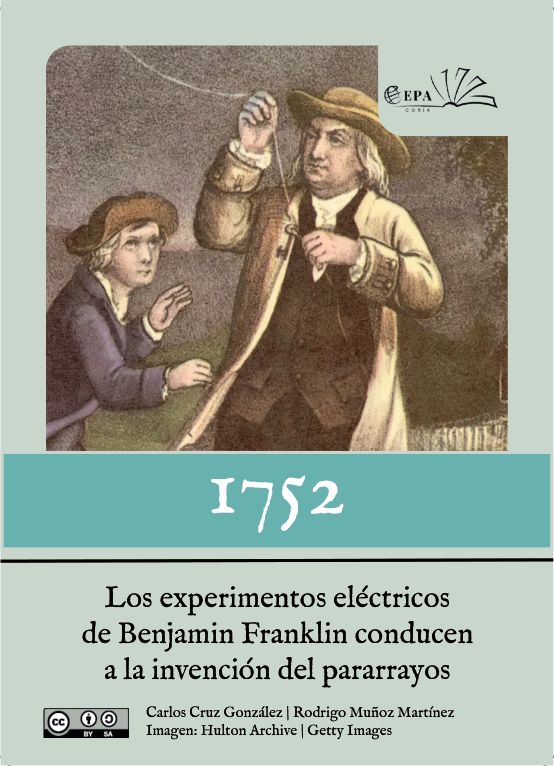 EPA
CORIA
1752
Los experimentos eléctricos
de Benjamin Franklin conducen
a la invención del pararrayos
cc
BY SA
Carlos Cruz González | Rodrigo Muñoz Martínez
Imagen: Hulton Archive | Getty Images